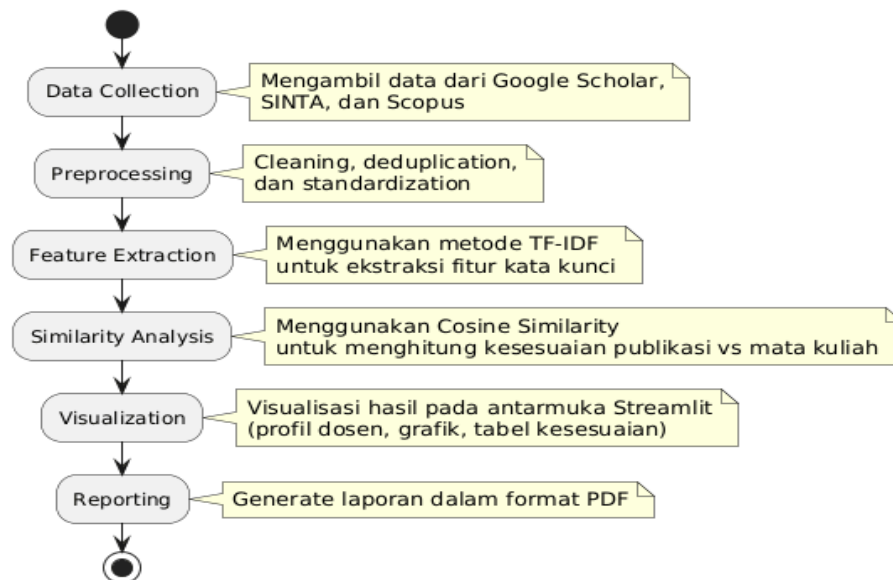 Data Collection
Mengambil data dari Google Scholar,
SINTA, dan Scopus
Preprocessing
Cleaning, deduplication,
dan standardization
Feature Extraction
Menggunakan metode TF-IDF
untuk ekstraksi fitur kata kunci
Similarity Analysis
Menggunakan Cosine Similarity
untuk menghitung kesesuaian publikasi vs mata kuliah
Visualization
Visualisasi hasil pada antarmuka Streamlit
(profil dosen, grafik, tabel kesesuaian)
Reporting
Generate laporan dalam format PDF